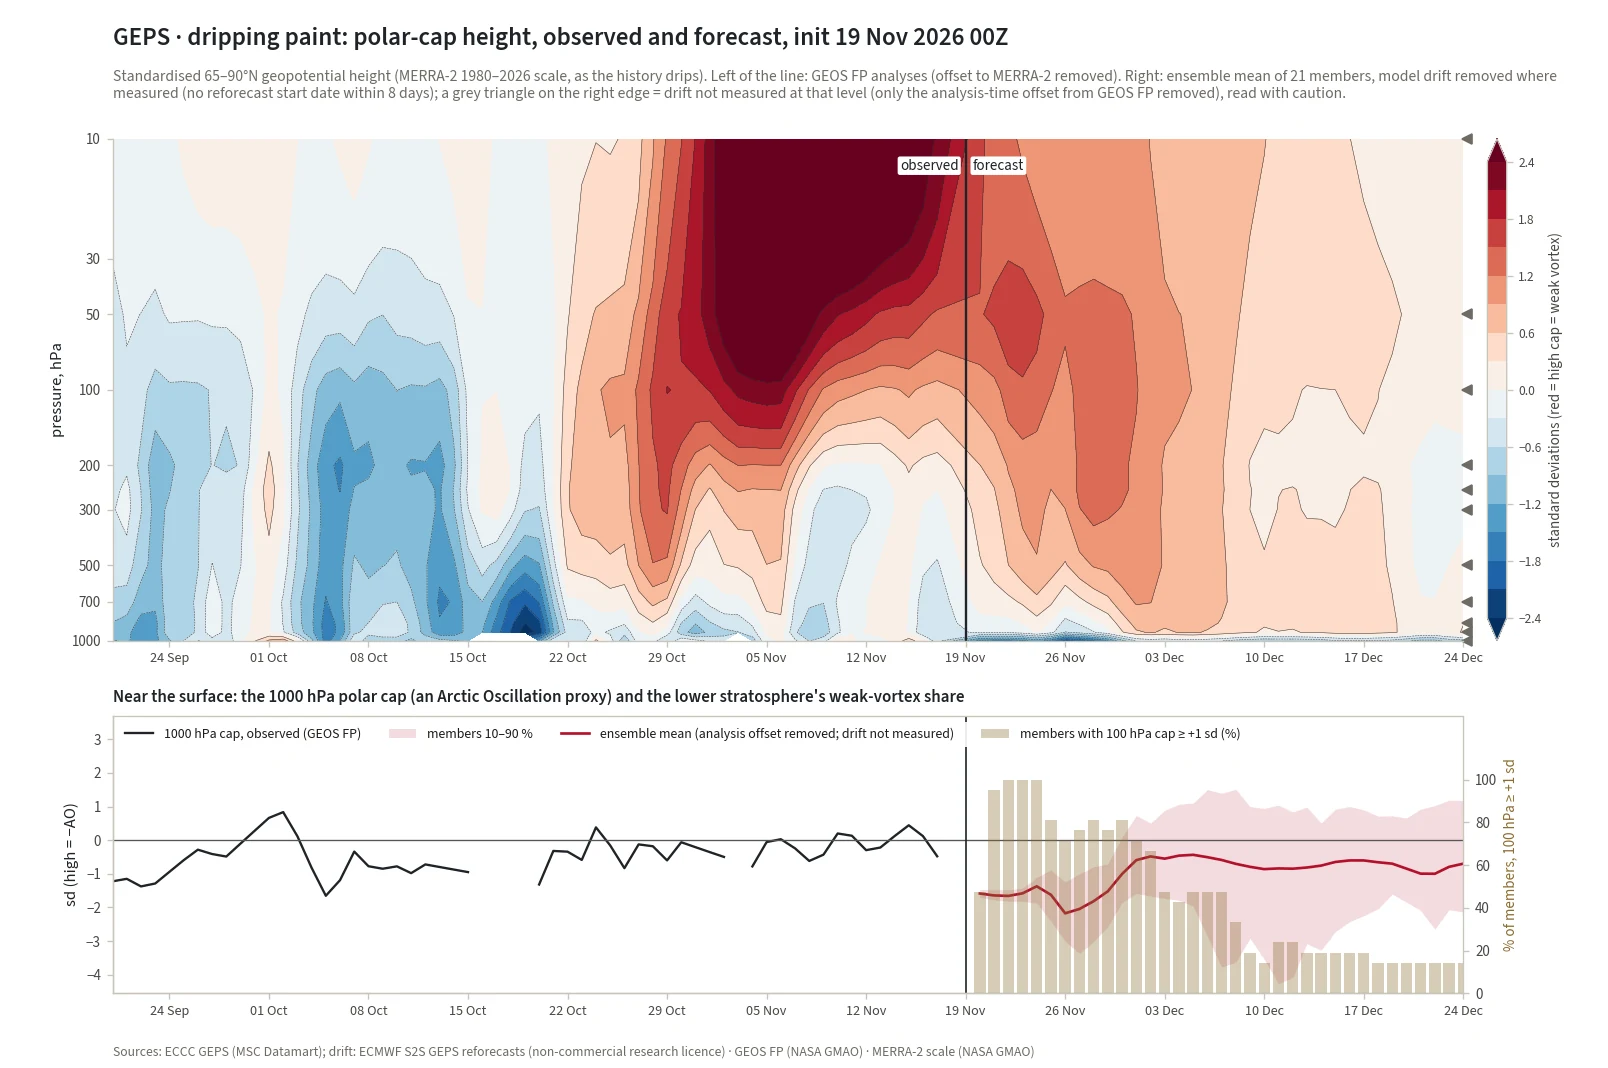 GEPS · dripping paint: polar-cap height, observed and forecast, init 19 Nov 2026 00Z
Standardised 65–90°N geopotential height (MERRA-2 1980–2026 scale, as the history drips). Left of the line: GEOS FP analyses (offset to MERRA-2 removed). Right: ensemble mean of 21 members, model drift removed where
measured (no reforecast start date within 8 days); a grey triangle on the right edge = drift not measured at that level (only the analysis-time offset from GEOS FP removed), read with caution.
observed
forecast
pressure, hPa
10
30
50
100
200
300
500
700
1000
24 Sep
01 Oct
08 Oct
15 Oct
22 Oct
29 Oct
05 Nov
12 Nov
19 Nov
26 Nov
03 Dec
10 Dec
17 Dec
24 Dec
2.4
1.8
1.2
0.6
0.0
−0.6
−1.2
−1.8
−2.4
standard deviations (red = high cap = weak vortex)
Near the surface: the 1000 hPa polar cap (an Arctic Oscillation proxy) and the lower stratosphere's weak-vortex share
1000 hPa cap, observed (GEOS FP)
members 10–90 %
ensemble mean (analysis offset removed; drift not measured)
members with 100 hPa cap ≥ +1 sd (%)
sd (high = −AO)
3
2
1
0
−1
−2
−3
−4
100
80
60
40
20
0
% of members, 100 hPa ≥ +1 sd
24 Sep
01 Oct
08 Oct
15 Oct
22 Oct
29 Oct
05 Nov
12 Nov
19 Nov
26 Nov
03 Dec
10 Dec
17 Dec
24 Dec
Sources: ECCC GEPS (MSC Datamart); drift: ECMWF S2S GEPS reforecasts (non-commercial research licence) · GEOS FP (NASA GMAO) · MERRA-2 scale (NASA GMAO)